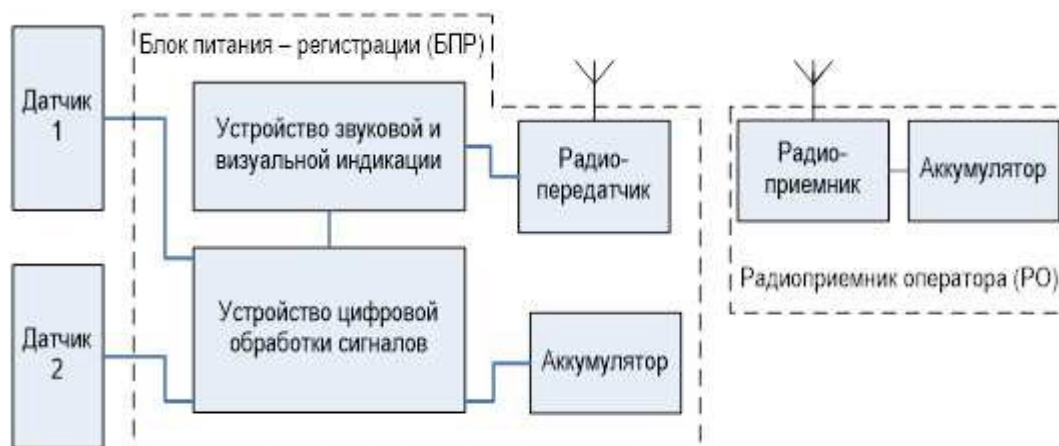 Блок питания – регистрации (БПР)
Датчик
1
Устройство звуковой и
визуальной индикации
Радио-
передатчик
Радио-
приемник
Аккумулятор
Радиоприемник оператора (РО)
Датчик
2
Устройство цифровой
обработки сигналов
Аккумулятор